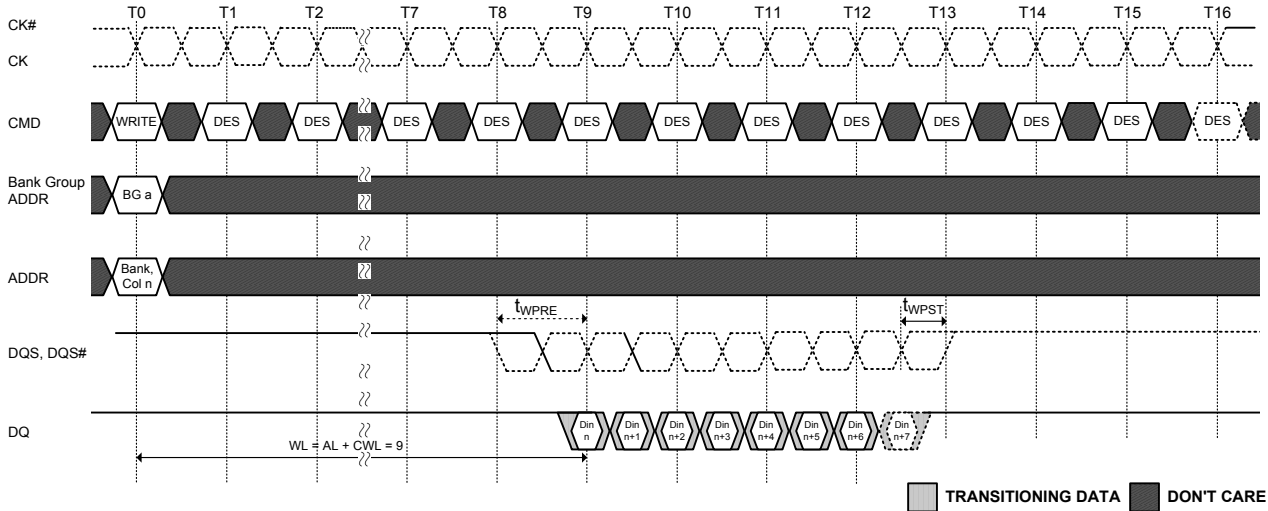 T0 T1 T2 T7 T8 T9 T10 T11 T12 T13 T14 T15 T16
CK#
CK
CMD
WRITE DES DES DES DES DES DES DES DES DES DES DES DES
Bank Group
ADDR
BG a
ADDR
Bank,
Col n
tWPRE
tWPST
DQS, DQS#
DQ
Din
n
Din
n+1
Din
n+2
Din
n+3
Din
n+4
Din
n+5
Din
n+6
Din
n+7
WL = AL + CWL = 9
TRANSITIONING DATA
DON'T CARE